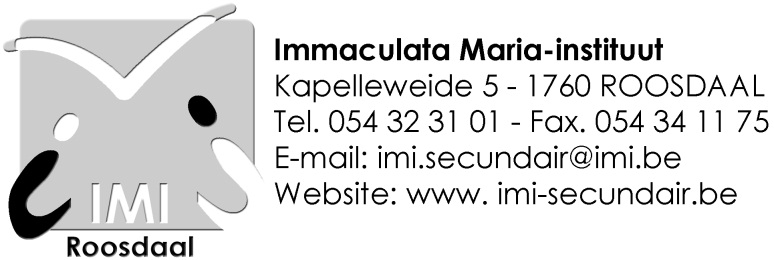 IMI
Roosdaal
Immaculata Maria-instituut
Kapelleweide 5 - 1760 ROOSDAAL
Tel. 054 32 31 01 - Fax. 054 34 11 75
E-mail: imi.secundair@imi.be
Website: www. imi-secundair.be